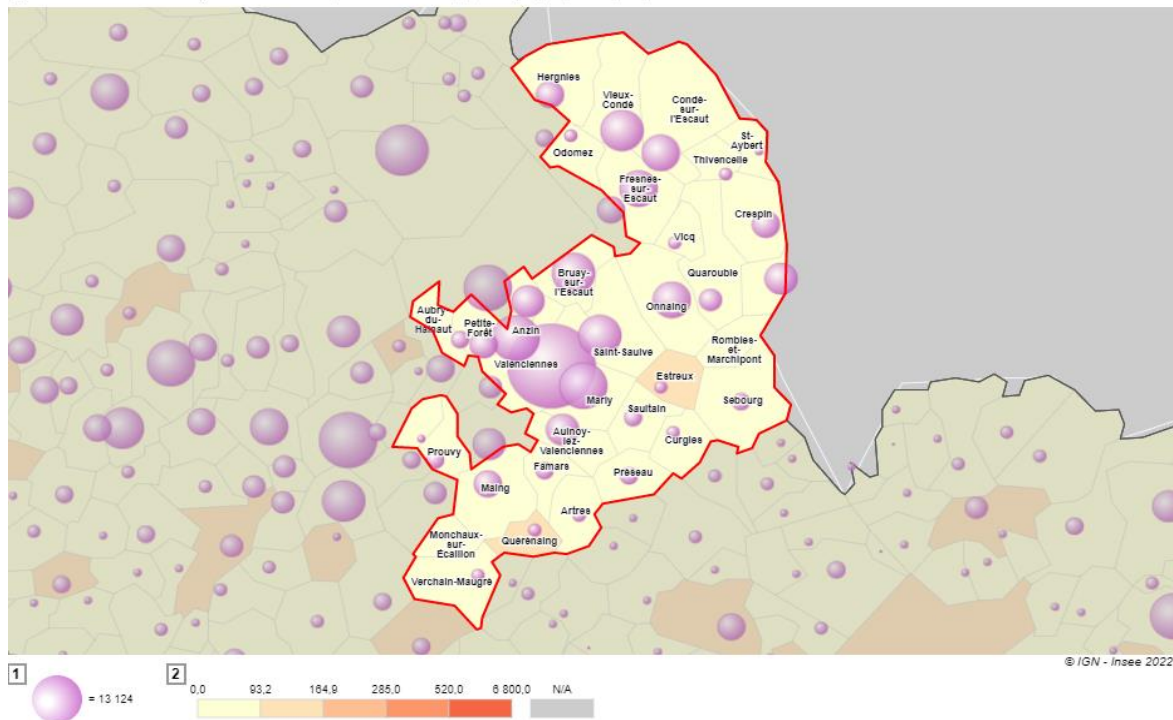 Hergnies
Vieux-
Condé
Condé-
sur-
l'Escaut
St-
Aybert
Odomez
Thivencelle
Fresnes-
sur-
Escaut
Crespin
Vicq
Bruay-
sur-
l'Escaut
Quarouble
Onnaing
Aubry-
du-
Hainaut
Petite-
Forêt
Anzin
Saint-Saulve
Rombies-
et-
Marchipont
Valenciennes
Estreux
Marly
Sebourg
Saultain
Aulnoy-
lez-
Valenciennes
Curgies
Prouvy
Famars
Préseau
Maing
Artres
Monchaux-
sur-
Écaillon
Quérénaing
Verchain-Maugré
© IGN - Insee 2022
1
= 13 124
2
0,0 93,2 164,9 285,0 520,0 6 800,0 N/A